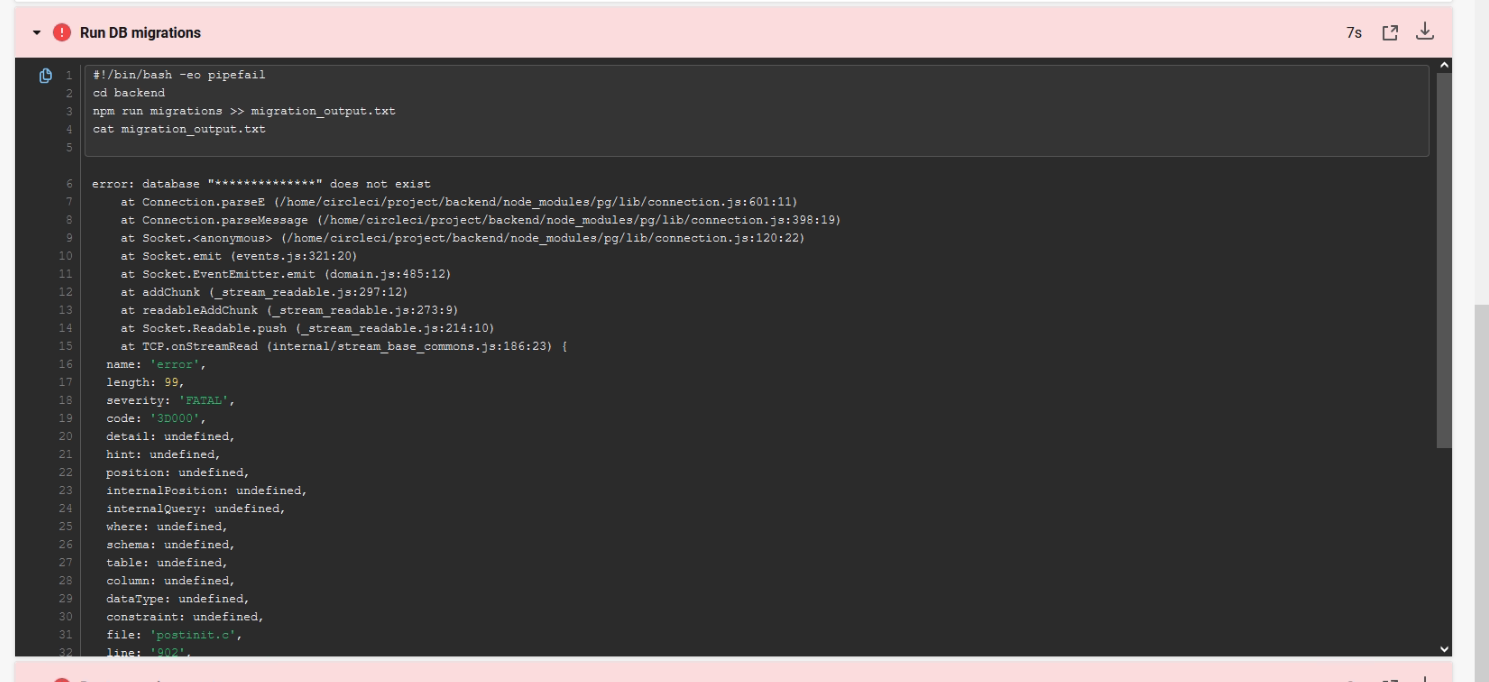 Run DB migrations
7s
1 #!/bin/bash -eo pipefail
2 cd backend
3 npm run migrations >> migration_output.txt
4 cat migration_output.txt
5
6 error: database "**************" does not exist
7 at Connection.parseE (/home/circleci/project/backend/node_modules/pg/lib/connection.js:601:11)
8 at Connection.parseMessage (/home/circleci/project/backend/node_modules/pg/lib/connection.js:398:19)
9 at Socket.<anonymous> (/home/circleci/project/backend/node_modules/pg/lib/connection.js:120:22)
10 at Socket.emit (events.js:321:20)
11 at Socket.EventEmitter.emit (domain.js:485:12)
12 at addChunk (_stream_readable.js:297:12)
13 at readableAddChunk (_stream_readable.js:273:9)
14 at Socket.Readable.push (_stream_readable.js:214:10)
15 at TCP.onStreamRead (internal/stream_base_commons.js:186:23) {
16 name: 'error',
17 length: 99,
18 severity: 'FATAL',
19 code: '3D000',
20 detail: undefined,
21 hint: undefined,
22 position: undefined,
23 internalPosition: undefined,
24 internalQuery: undefined,
25 where: undefined,
26 schema: undefined,
27 table: undefined,
28 column: undefined,
29 dataType: undefined,
30 constraint: undefined,
31 file: 'postinit.c',
32 line: '902',